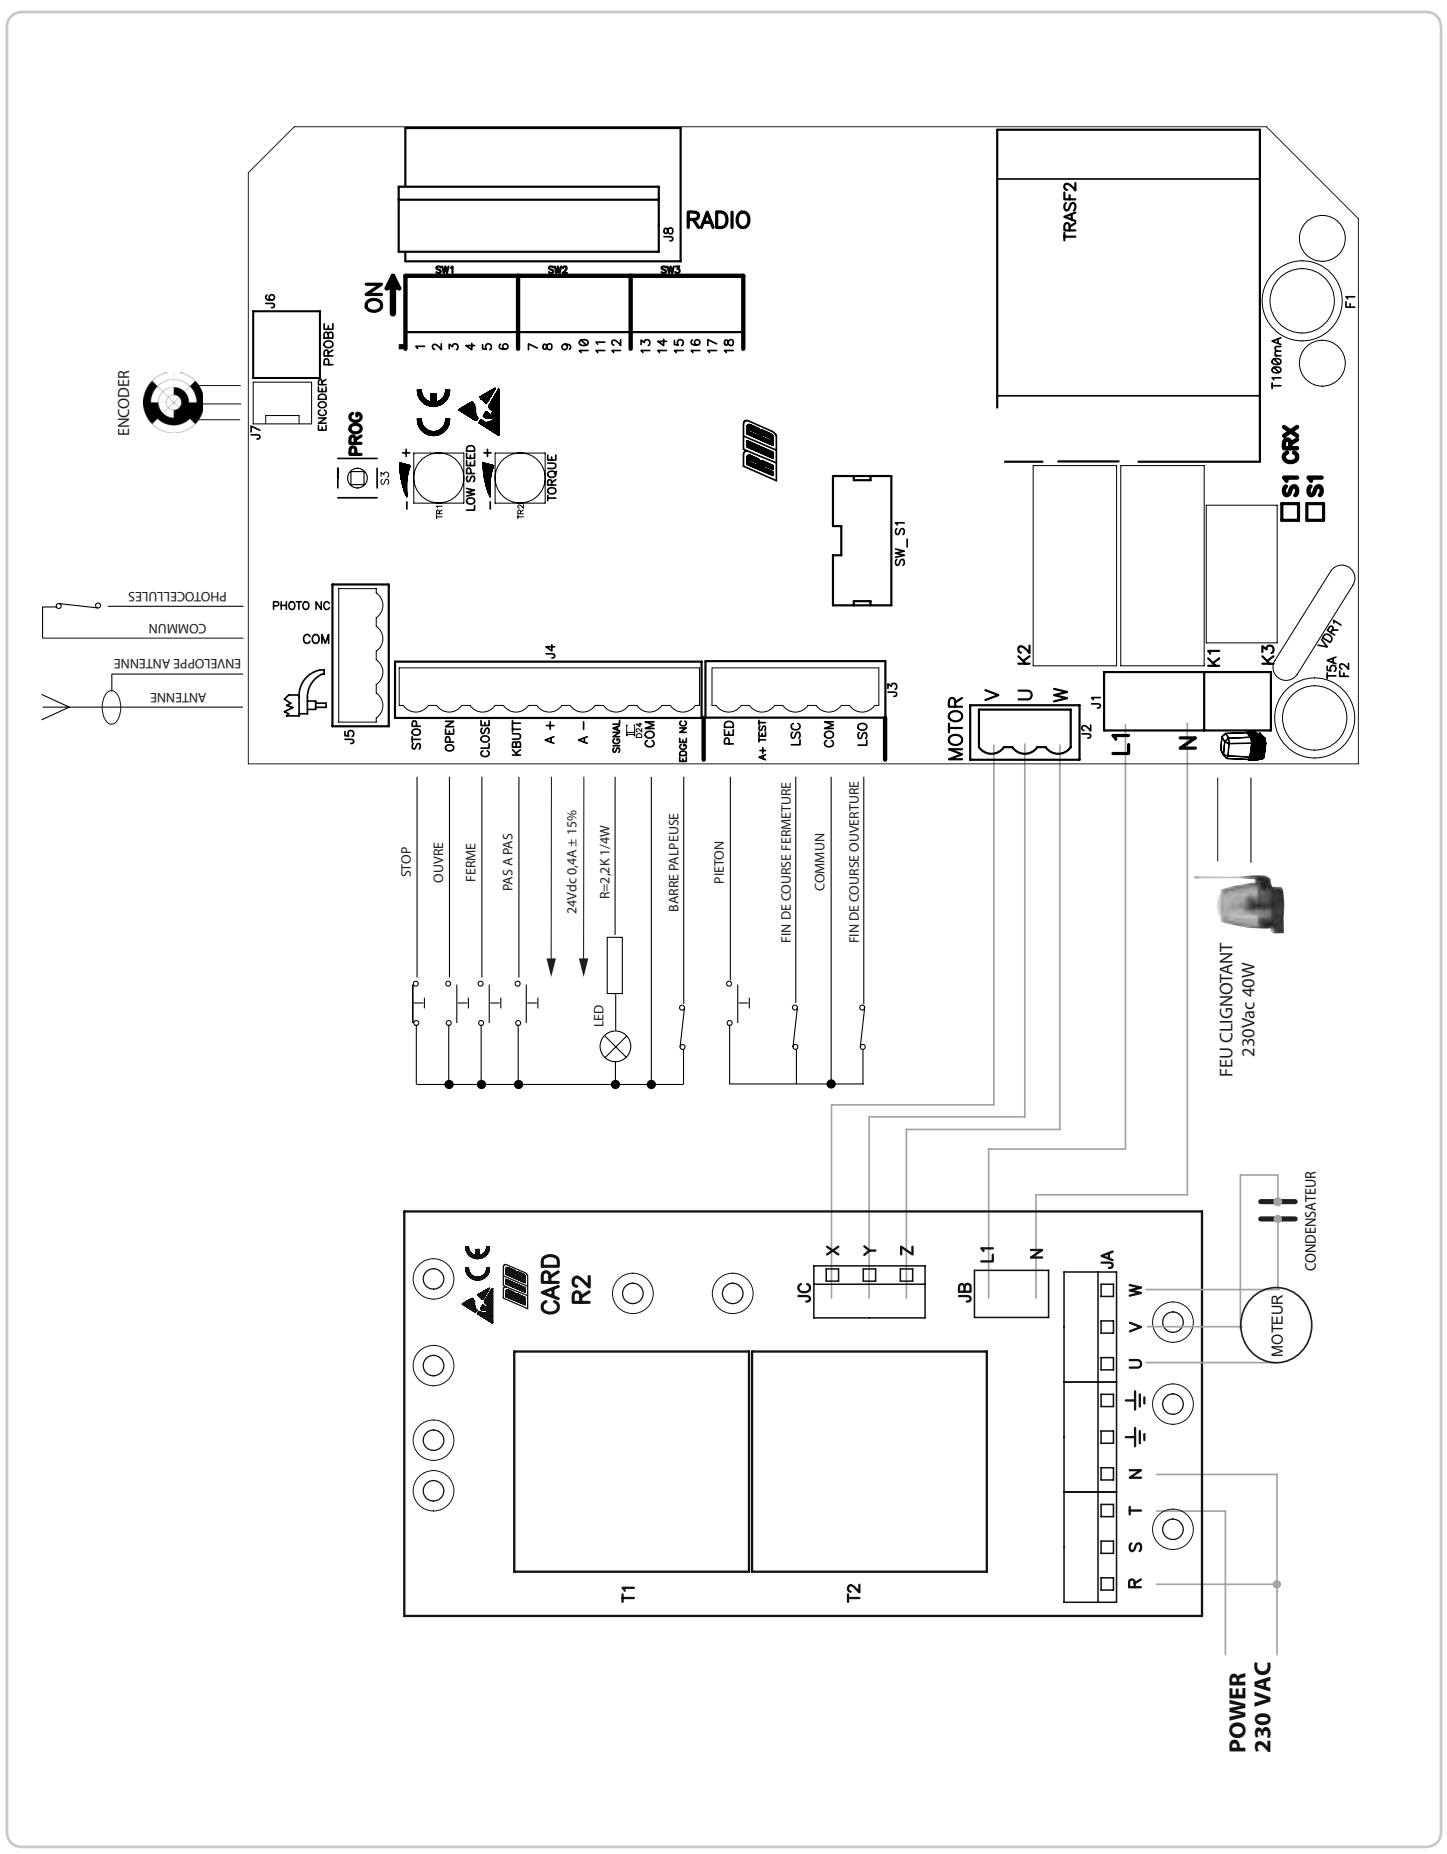 RADIO
J8
TRASF2
SW1
SW2
SW3
ON
1
2
3
4
5
6
7
8
9
10
11
12
13
14
15
16
17
18
J6
PROBE
ENCODER
J7
ENCODER
PROG
S3
F1
T100mA
- +
TR1
LOW SPEED
- +
TR2
TORQUE
CE
S1 CRX
S1
SW_S1
PHOTOCELLULES
COMMUN
ENVELOPPE ANTENNE
ANTENNE
PHOTO NC
COM
J5
J4
J3
K2
K1
K3
VDR1
T5A
F2
STOP
OPEN
CLOSE
KBUTT
A +
A -
SIGNAL
D24
COM
EDGE NC
PED
A+ TEST
LSC
COM
LSO
MOTOR
V
U
W
J2
J1
L1
N
STOP
OUVRE
FERME
PAS A PAS
24Vdc 0,4A ± 15%
R=2,2K 1/4W
LED
BARRE PALPEUSE
PIETON
FIN DE COURSE FERMETURE
COMMUN
FIN DE COURSE OUVERTURE
FEU CLIGNOTANT
230Vac 40W
CE
CARD
R2
JC
X
Y
Z
JB
L1
N
JA
W
V
U
N
T
S
R
CONDENSATEUR
MOTEUR
T1
T2
POWER
230 VAC